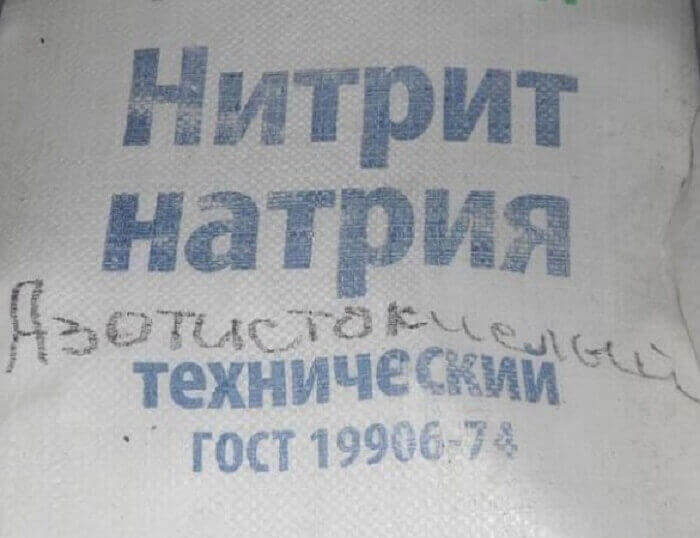 Нитрит
натрия
Азотистокислый
технический
ГОСТ 19906-74